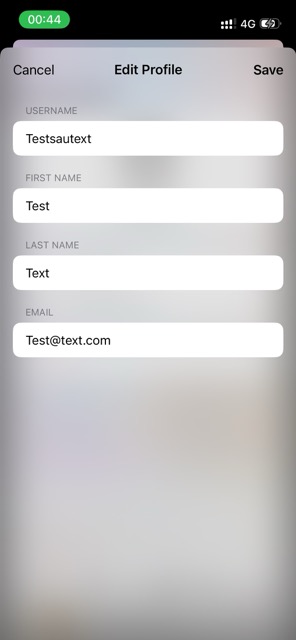 00:44
4G
Cancel Edit Profile Save
USERNAME
Testsautext
FIRST NAME
Test
LAST NAME
Text
EMAIL
Test@text.com